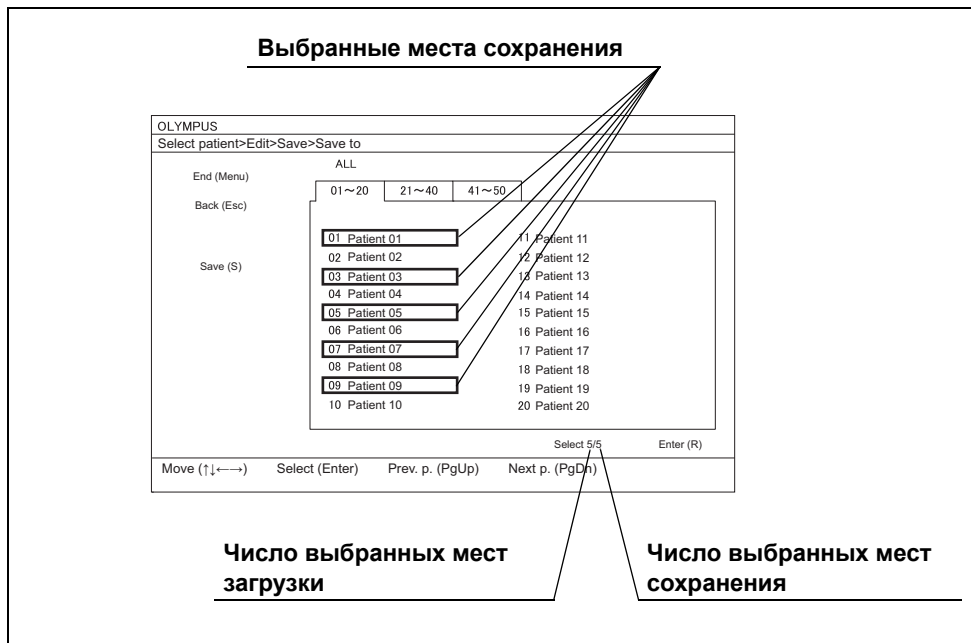 Выбранные места сохранения
OLYMPUS
Select patient>Edit>Save>Save to
ALL
End (Menu)
01～20 21～40 41～50
Back (Esc)
01 Patient 01 11 Patient 11
02 Patient 02 12 Patient 12
Save (S)
03 Patient 03 13 Patient 13
04 Patient 04 14 Patient 14
05 Patient 05 15 Patient 15
06 Patient 06 16 Patient 16
07 Patient 07 17 Patient 17
08 Patient 08 18 Patient 18
09 Patient 09 19 Patient 19
10 Patient 10 20 Patient 20
Select 5/5 Enter (R)
Move (↑↓←→) Select (Enter) Prev. p. (PgUp) Next p. (PgDn)
Число выбранных мест
загрузки
Число выбранных мест
сохранения